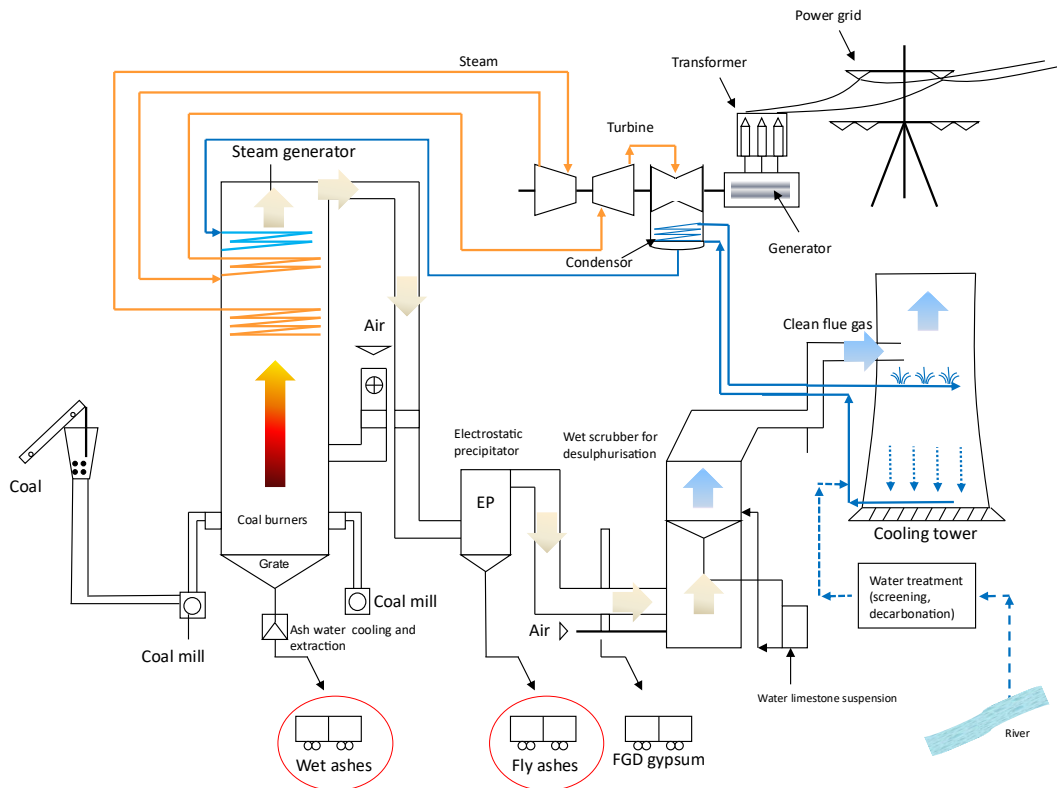 Power grid
Transformer
Steam
Turbine
Steam generator
Generator
Condensor
Clean flue gas
Air
Electrostatic
precipitator
Wet scrubber for
desulphurisation
Coal
EP
Coal burners
Cooling tower
Grate
Water treatment
(screening,
decarbonation)
Coal mill
Air
Ash water cooling and
extraction
Coal mill
Water limestone suspension
River
Wet ashes
Fly ashes
FGD gypsum